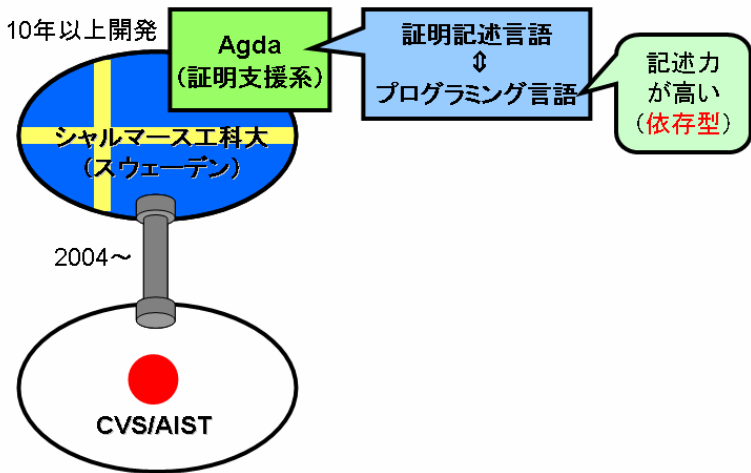 10年以上開発
Agda
(証明支援系)
証明記述言語
⇕
プログラミング言語
記述力
が高い
(依存型)
シャルマース工科大
(スウェーデン)
2004～
CVS/AIST